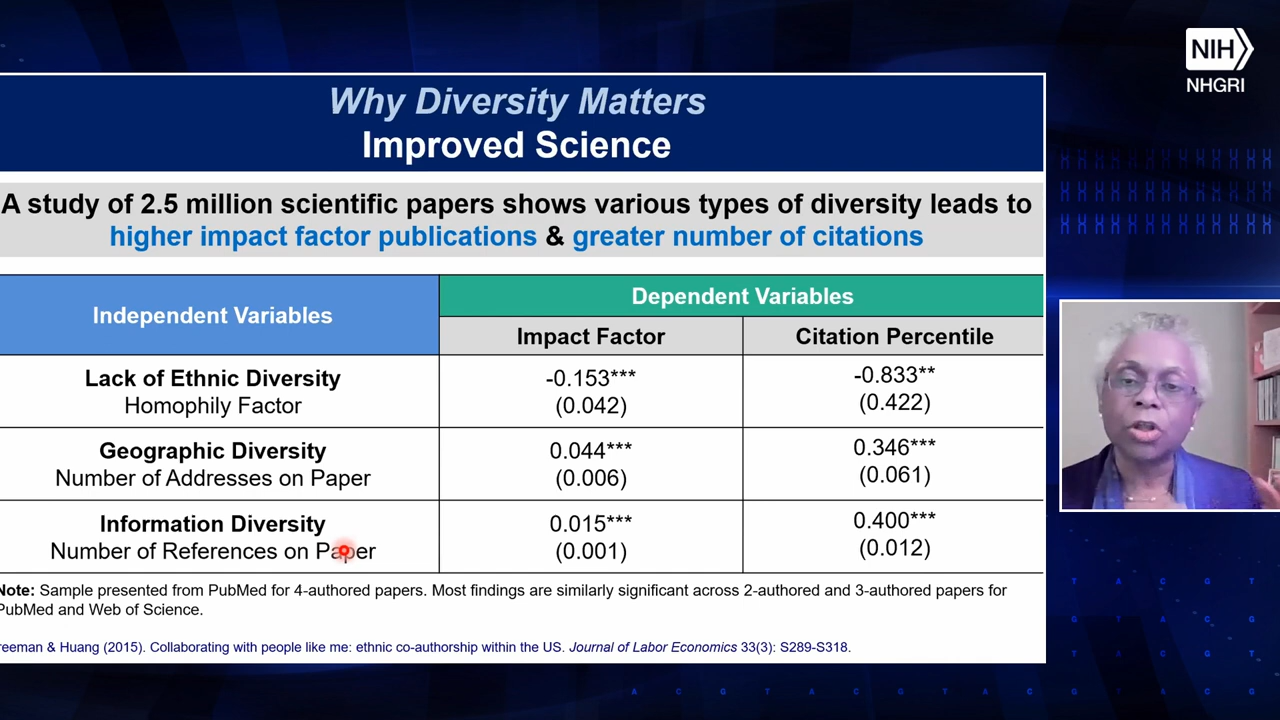 NIH
NHGRI
Why Diversity Matters
Improved Science
A study of 2.5 million scientific papers shows various types of diversity leads to
higher impact factor publications & greater number of citations
Independent Variables
Dependent Variables
Impact Factor
Citation Percentile
Lack of Ethnic Diversity
Homophily Factor
-0.153***
(0.042)
-0.833**
(0.422)
Geographic Diversity
Number of Addresses on Paper
0.044***
(0.006)
0.346***
(0.061)
Information Diversity
Number of References on Paper
0.015***
(0.001)
0.400***
(0.012)
Note: Sample presented from PubMed for 4-authored papers. Most findings are similarly significant across 2-authored and 3-authored papers for
PubMed and Web of Science.
reeman & Huang (2015). Collaborating with people like me: ethnic co-authorship within the US. Journal of Labor Economics 33(3): S289-S318.
T A C G
G T A C
T A C G T
A C G T A C G T A C G T A C G